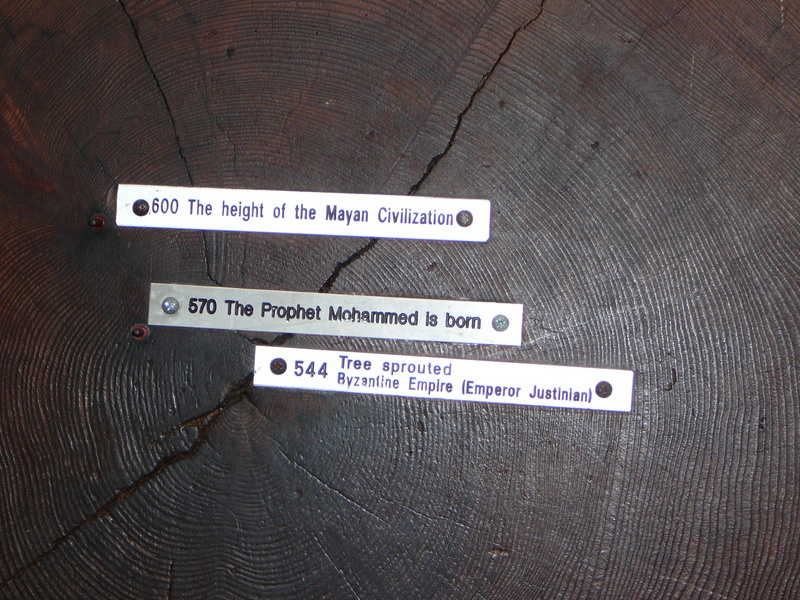 600 The height of the Mayan Civilization
570 The Prophet Mohammed is born
544 Tree sprouted
Byzantine Empire (Emperor Justinian)